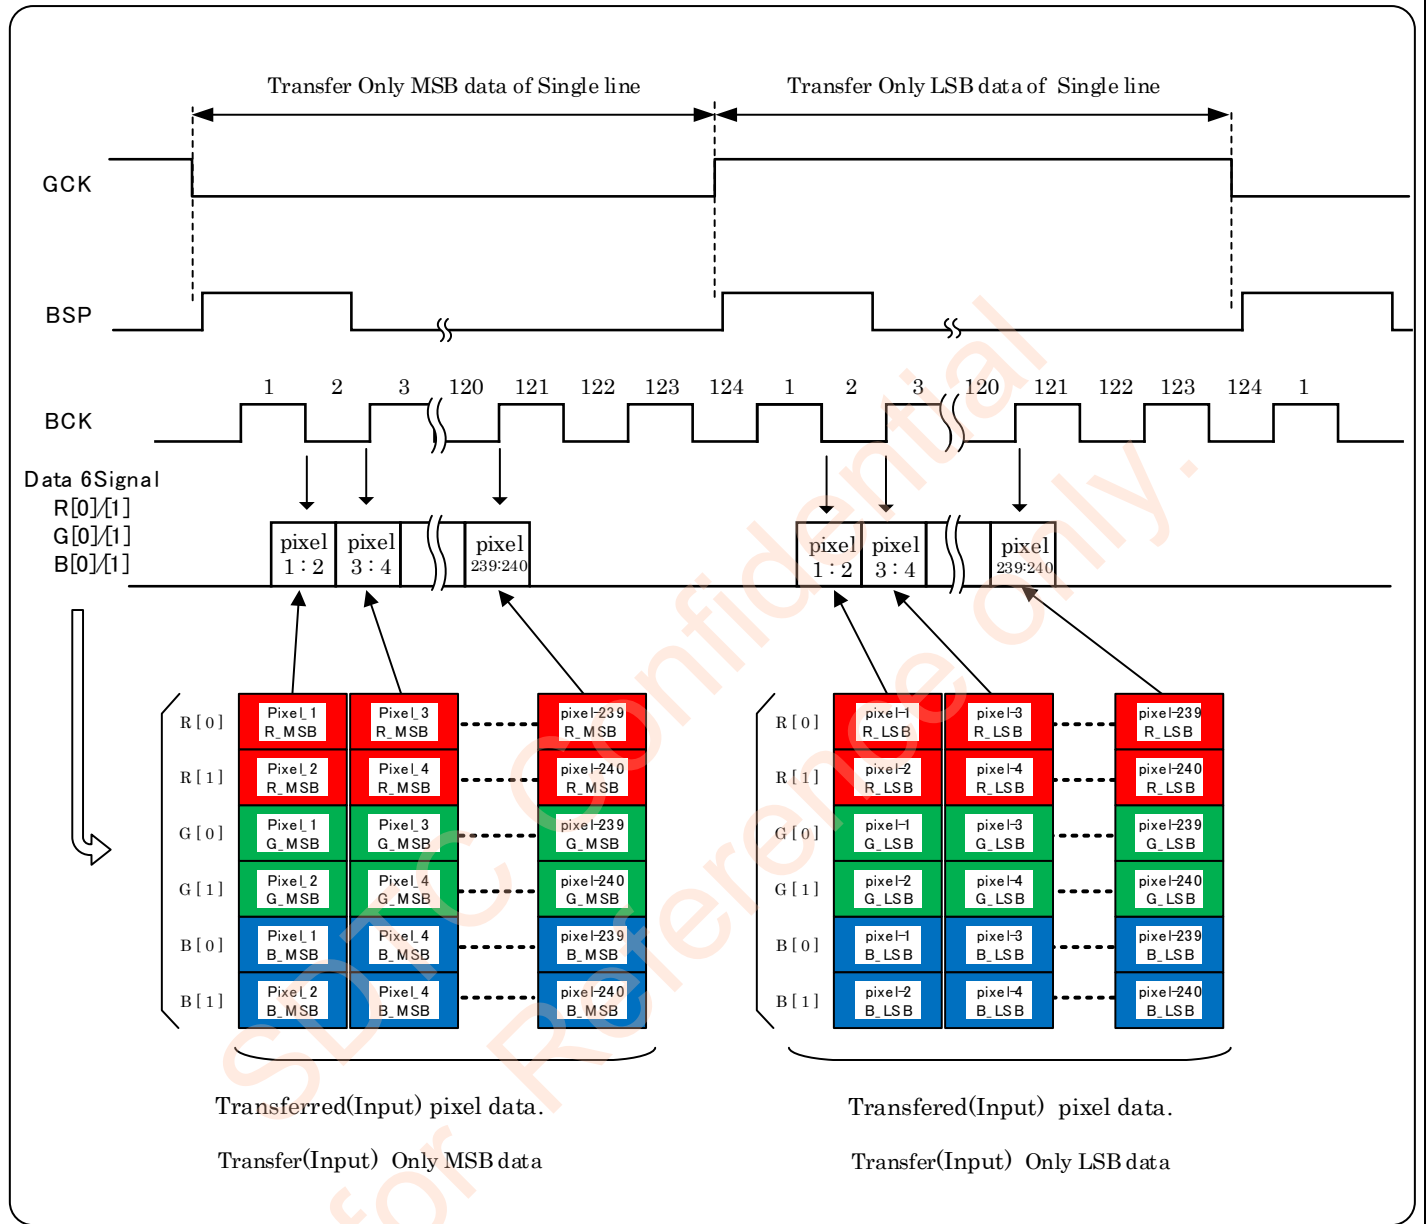 Transfer Only MSB data of Single line
Transfer Only LSB data of Single line
GCK
BSP
1 2 3 120 121 122 123 124 1 2 3 120 121 122 123 124 1
BCK
Data 6Signal
R[0]/[1]
G[0]/[1]
B[0]/[1]
pixel 1:2
pixel 3:4
pixel 239:240
pixel 1:2
pixel 3:4
pixel 239:240
R[0]
Pixel_1 R_MSB
Pixel_3 R_MSB
pixel-239 R_MSB
R[1]
Pixel_2 R_MSB
Pixel_4 R_MSB
pixel-240 R_MSB
G[0]
Pixel_1 G_MSB
Pixel_3 G_MSB
pixel-239 G_MSB
G[1]
Pixel_2 G_MSB
Pixel_4 G_MSB
pixel-240 G_MSB
B[0]
Pixel_1 B_MSB
Pixel_4 B_MSB
pixel-239 B_MSB
B[1]
Pixel_2 B_MSB
Pixel_4 B_MSB
pixel-240 B_MSB
Transferred(Input) pixel data.
Transfer(Input) Only MSB data
R[0]
pixel-1 R_LSB
pixel-3 R_LSB
pixel-239 R_LSB
R[1]
pixel-2 R_LSB
pixel-4 R_LSB
pixel-240 R_LSB
G[0]
pixel-1 G_LSB
pixel-3 G_LSB
pixel-239 G_LSB
G[1]
pixel-2 G_LSB
pixel-4 G_LSB
pixel-240 G_LSB
B[0]
pixel-1 B_LSB
pixel-3 B_LSB
pixel-239 B_LSB
B[1]
pixel-2 B_LSB
pixel-4 B_LSB
pixel-240 B_LSB
Transfered(Input) pixel data.
Transfer(Input) Only LSB data
SDTC Confidential
for Reference only.